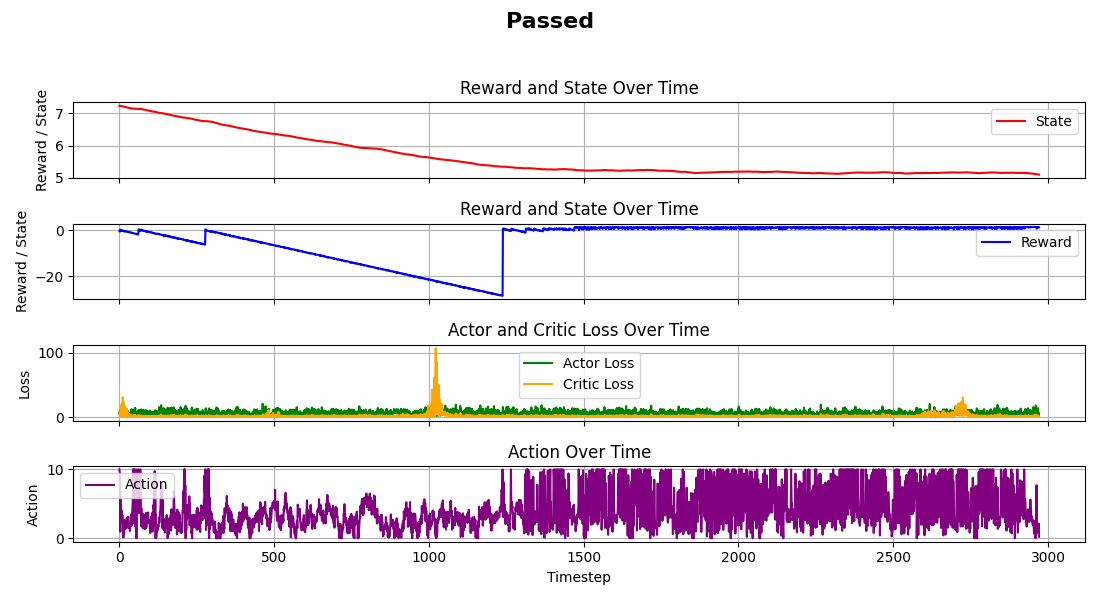 Passed
Reward and State Over Time
Reward / State
7
6
5
State
Reward and State Over Time
Reward / State
0
−20
Reward
Actor and Critic Loss Over Time
Loss
100
0
Actor Loss
Critic Loss
Action Over Time
Action
10
0
Action
0 500 1000 1500 2000 2500 3000
Timestep